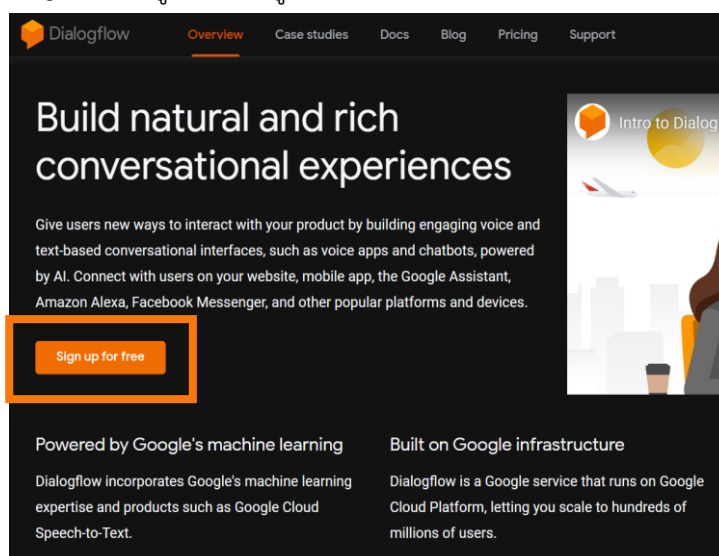 Dialogflow
Overview Case studies Docs Blog Pricing Support
Build natural and rich
conversational experiences
Intro to Dialog
Give users new ways to interact with your product by building engaging voice and
text-based conversational interfaces, such as voice apps and chatbots, powered
by AI. Connect with users on your website, mobile app, the Google Assistant,
Amazon Alexa, Facebook Messenger, and other popular platforms and devices.
Sign up for free
Powered by Google's machine learning
Dialogflow incorporates Google's machine learning
expertise and products such as Google Cloud
Speech-to-Text.
Built on Google infrastructure
Dialogflow is a Google service that runs on Google
Cloud Platform, letting you scale to hundreds of
millions of users.